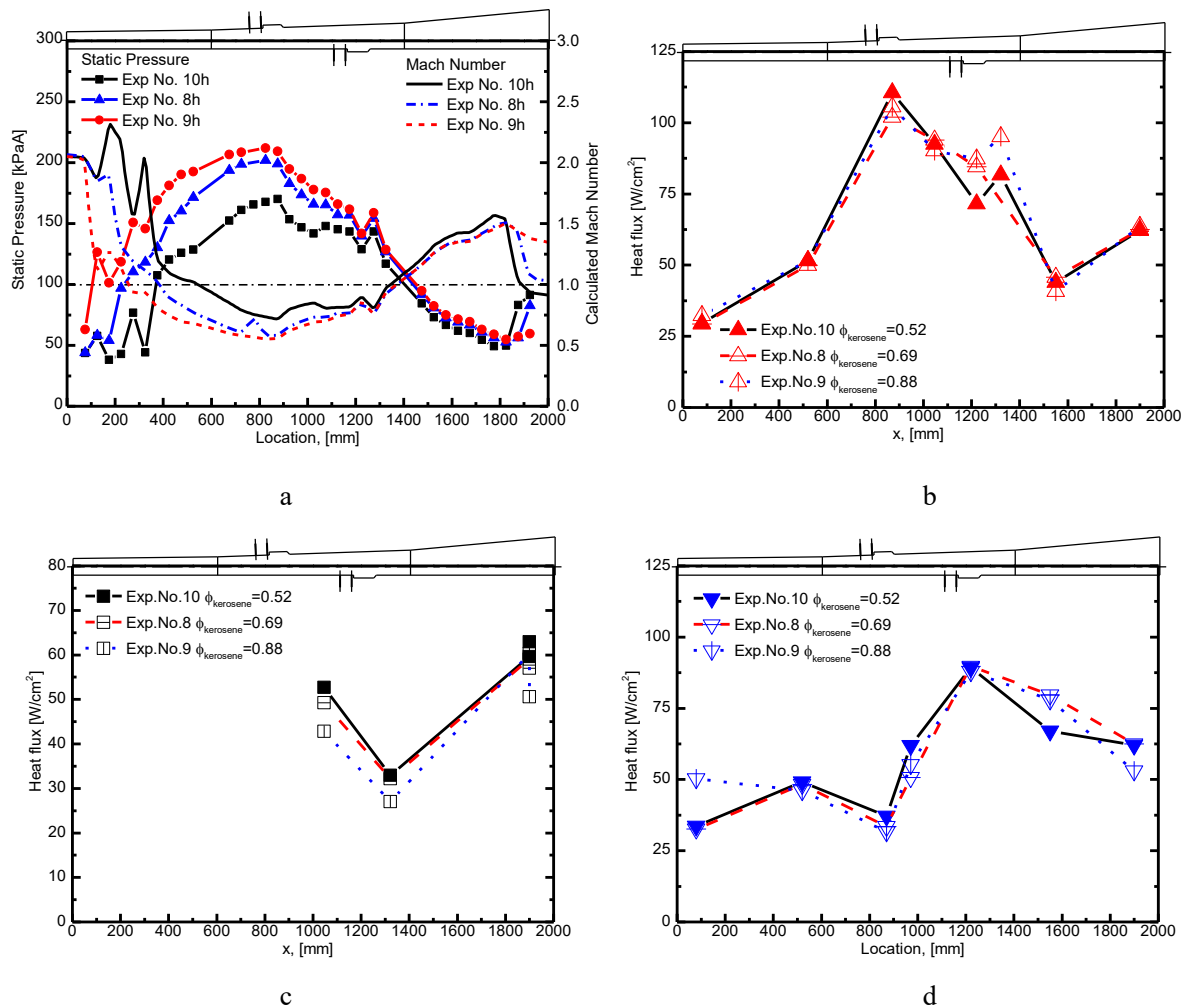 300
250
200
150
100
50
0
Static Pressure [kPaA]
3.0
2.5
2.0
1.5
1.0
0.5
0.0
Calculated Mach Number
Static Pressure
Exp No. 10h
Exp No. 8h
Exp No. 9h
Mach Number
Exp No. 10h
Exp No. 8h
Exp No. 9h
0 200 400 600 800 1000 1200 1400 1600 1800 2000
Location, [mm]
a
125
100
75
50
25
0
Heat flux [W/cm²]
Exp.No.10 ϕkerosene=0.52
Exp.No.8 ϕkerosene=0.69
Exp.No.9 ϕkerosene=0.88
0 200 400 600 800 1000 1200 1400 1600 1800 2000
x, [mm]
b
80
70
60
50
40
30
20
10
0
Heat flux [W/cm²]
Exp.No.10 ϕkerosene=0.52
Exp.No.8 ϕkerosene=0.69
Exp.No.9 ϕkerosene=0.88
0 200 400 600 800 1000 1200 1400 1600 1800 2000
x, [mm]
c
125
100
75
50
25
0
Heat flux [W/cm²]
Exp.No.10 ϕkerosene=0.52
Exp.No.8 ϕkerosene=0.69
Exp.No.9 ϕkerosene=0.88
0 200 400 600 800 1000 1200 1400 1600 1800 2000
Location, [mm]
d